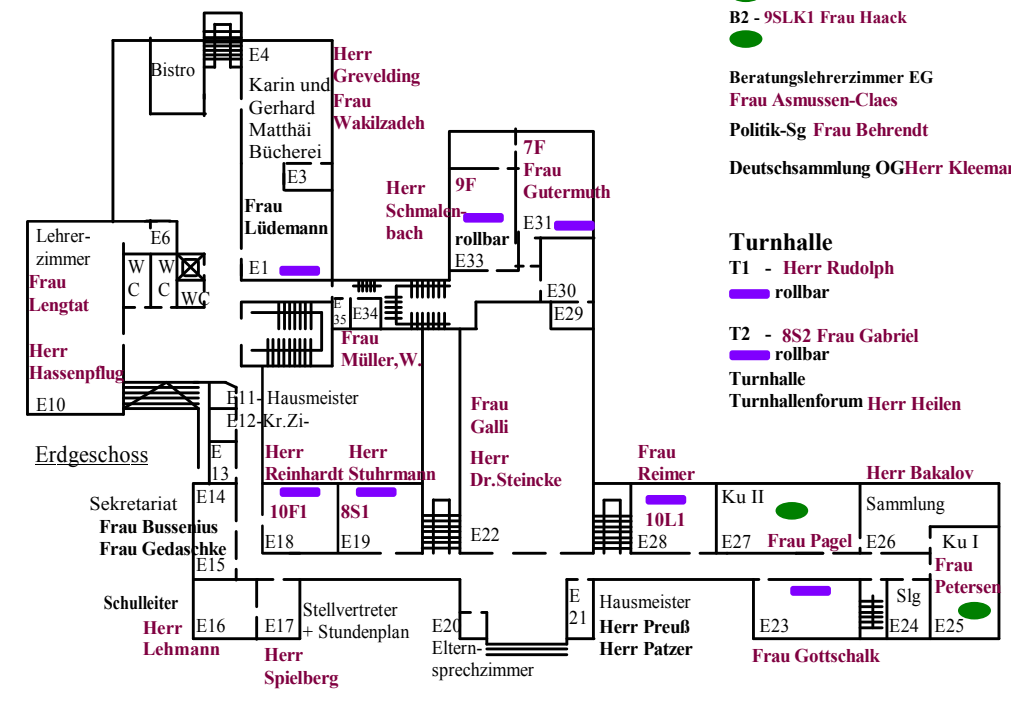 B2 - 9SLK1 Frau Haack
Beratungslehrerzimmer EG
Frau Asmussen-Claes
Politik-Sg Frau Behrendt
Deutschsammlung OG Herr Kleeman
Turnhalle
T1 - Herr Rudolph
rollbar
T2 - 8S2 Frau Gabriel
rollbar
Turnhalle
Turnhallenforum Herr Heilen
Bistro
E4
Karin und
Gerhard
Matthäi
Bücherei
E3
Frau
Lüdemann
E1
Herr
Grevelding
Frau
Wakilzadeh
Herr
Schmalen-
bach
9F
rollbar
E33
7F
Frau
Gutermuth
E31
E30
E29
Lehrer-
zimmer
Frau
Lengtat
Herr
Hassenpflug
E10
E6
W
C
W
C
WC
E
35
E34
Frau
Müller,W.
E11- Hausmeister
E12-Kr.Zi-
E
13
Erdgeschoss
Sekretariat
Frau Bussenius
Frau Gedaschke
E14
E15
Herr
Reinhardt
10F1
E18
Herr
Stuhrmann
8S1
E19
Frau
Galli
Herr
Dr.Steincke
E22
Frau
Reimer
10L1
E28
Ku II
E27
Frau Pagel
Herr Bakalov
Sammlung
E26
Ku I
Frau
Petersen
E25
Schulleiter
Herr
Lehmann
E16
E17
Stellvertreter
+ Stundenplan
Herr
Spielberg
E20
Eltern-
sprechzimmer
E
21
Hausmeister
Herr Preuß
Herr Patzer
E23
Frau Gottschalk
Slg
E24